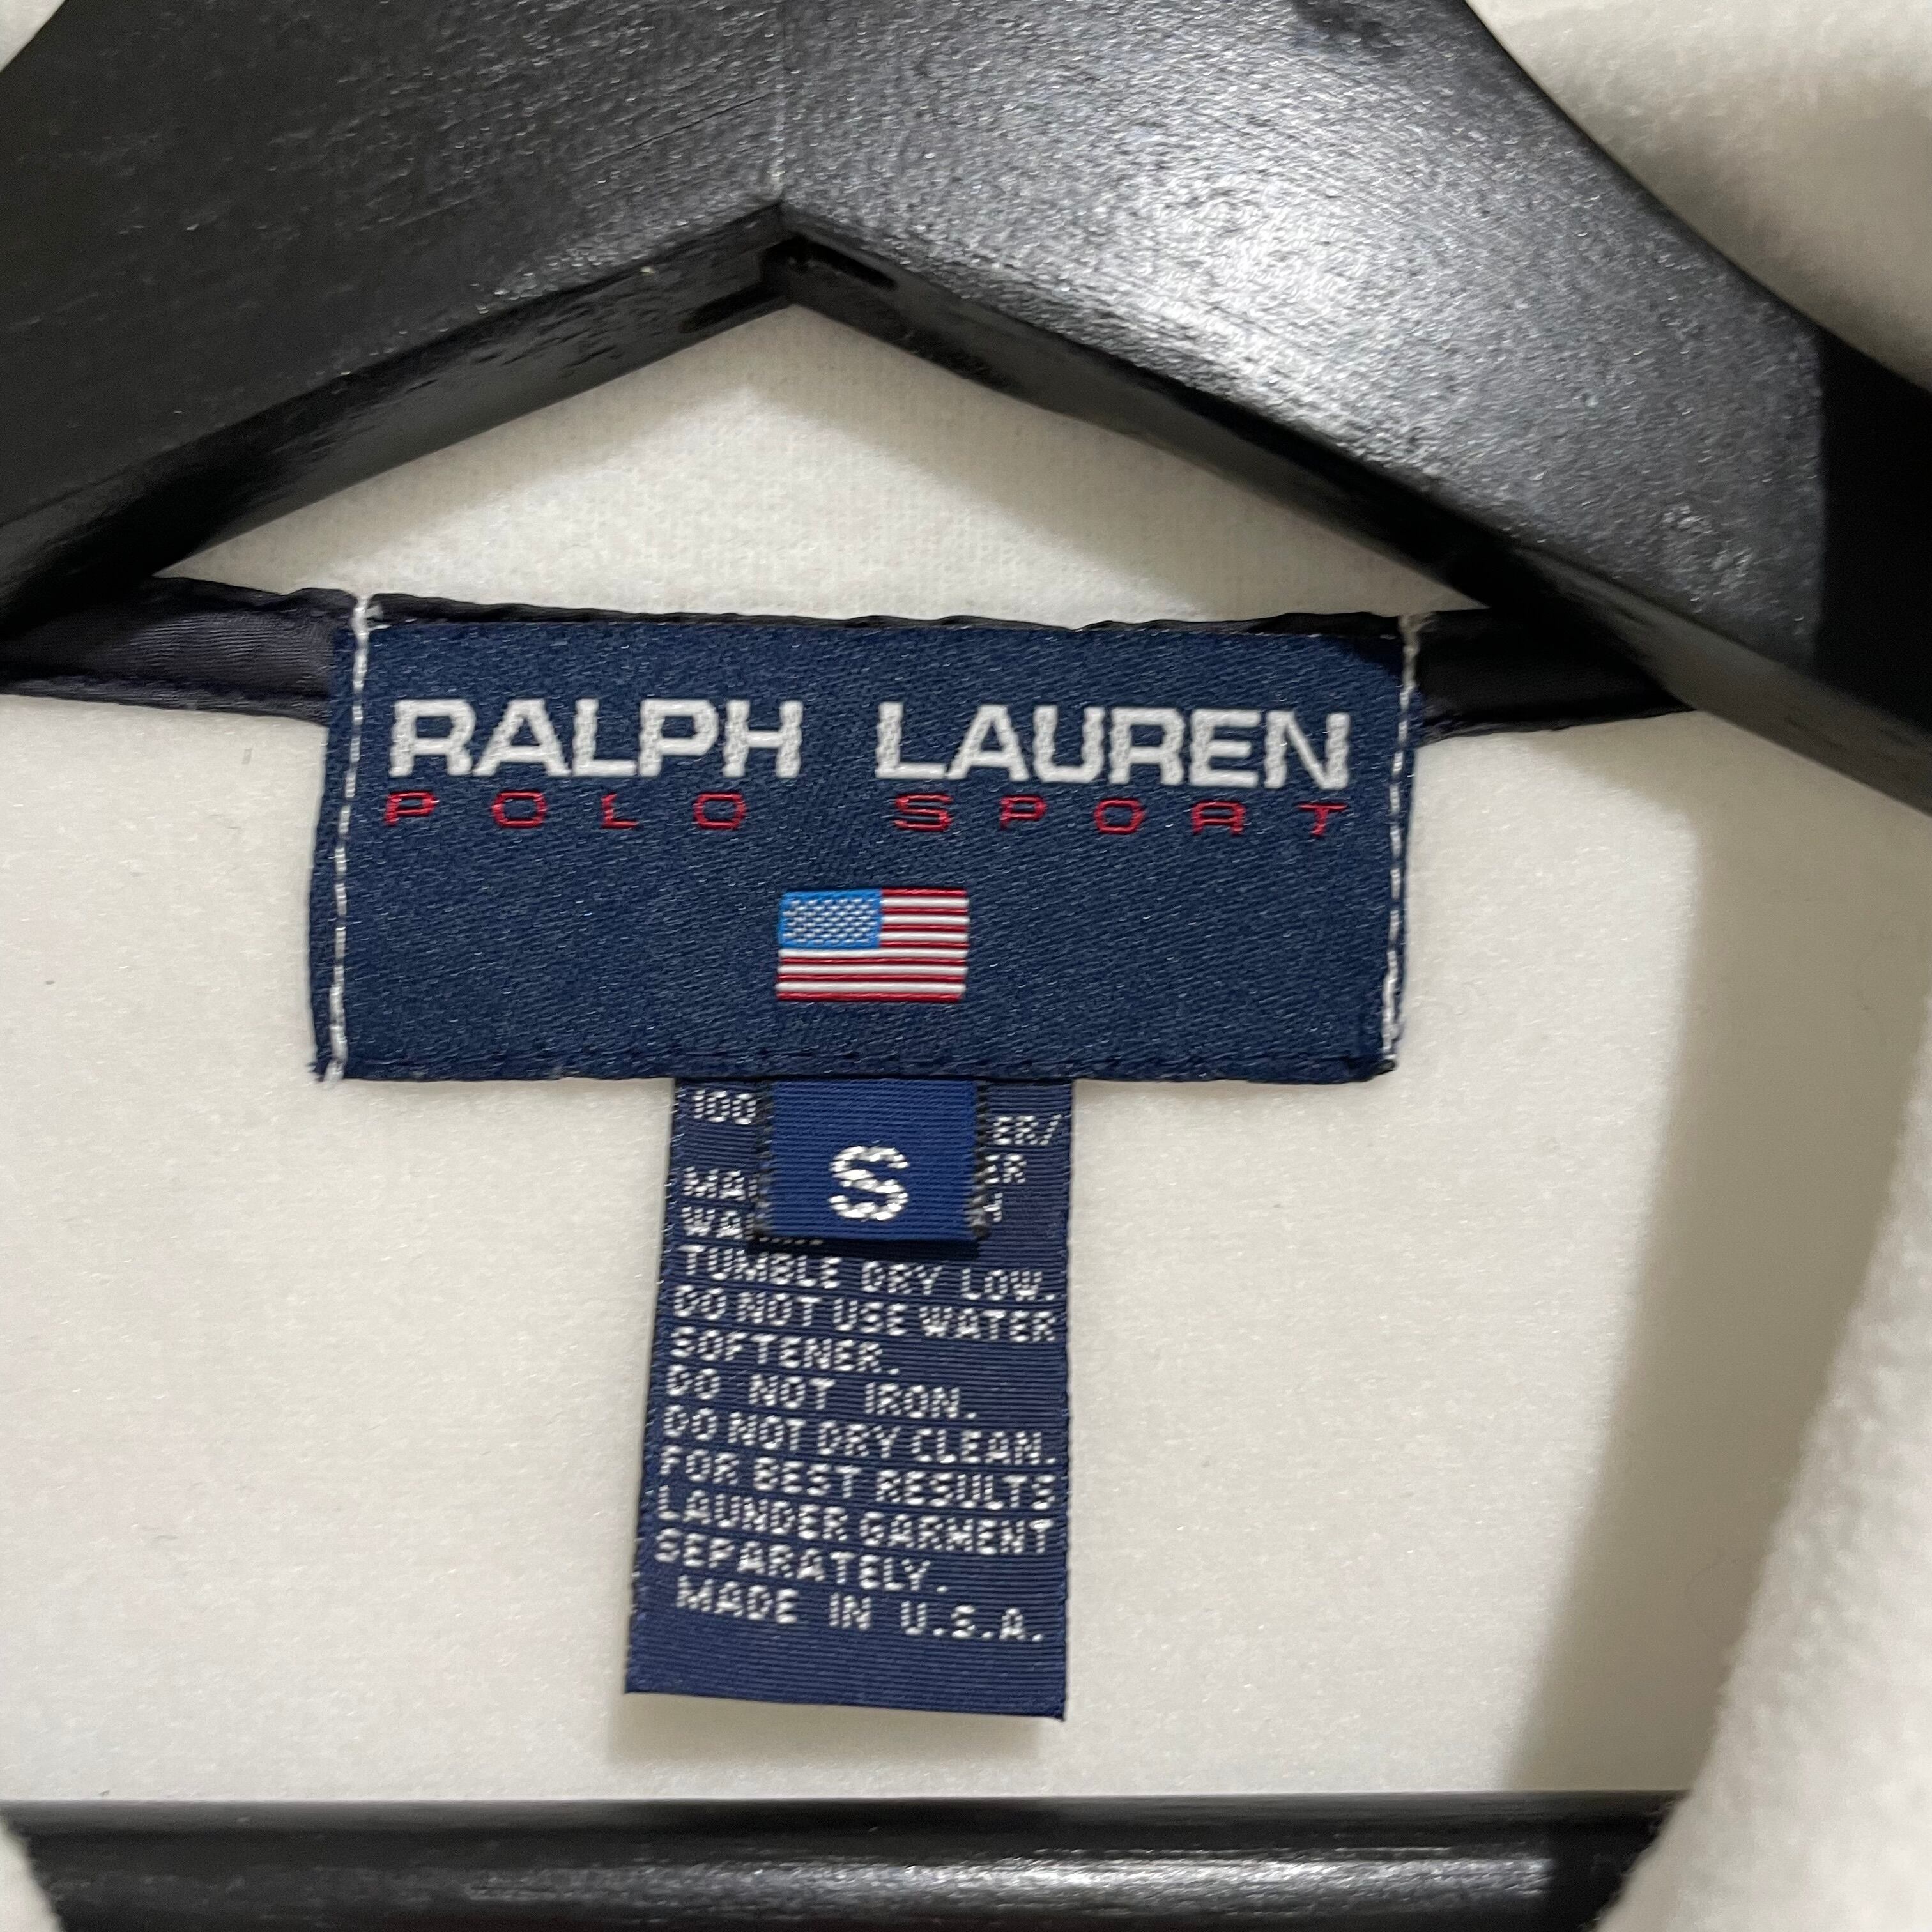 RALPH LAUREN
POLO SPORT
S
100
TUMBLE DRY LOW.
DO NOT USE WATER
SOFTENER.
DO NOT IRON.
DO NOT DRY CLEAN.
FOR BEST RESULTS
LAUNDER GARMENT
SEPARATELY.
MADE IN U.S.A.